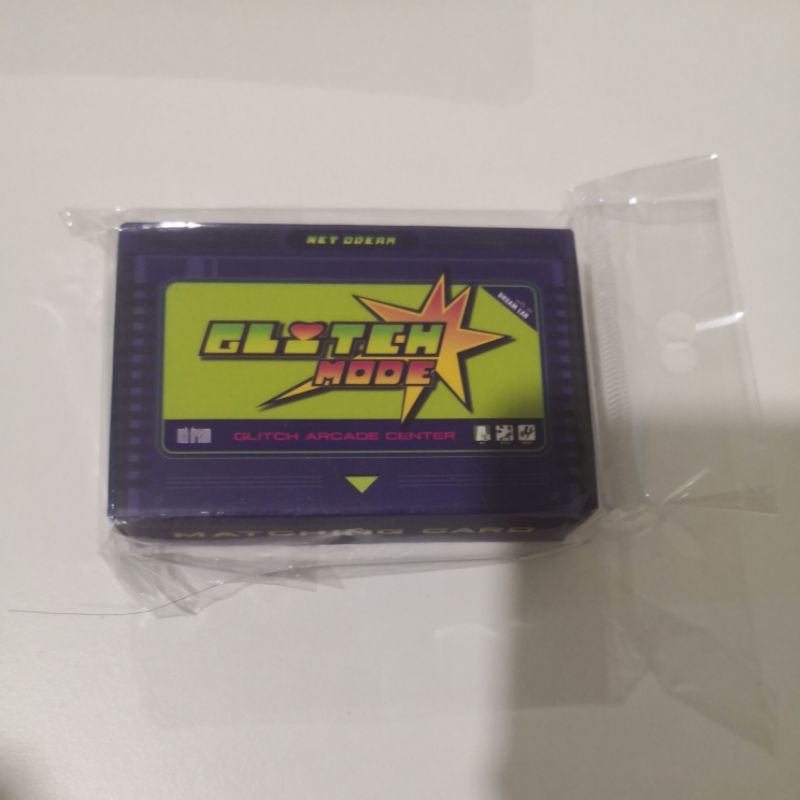 NCT DREAM
GLITCH
MODE
DREAM LAB
nct dream
GLITCH ARCADE CENTER
MATCHING CARD